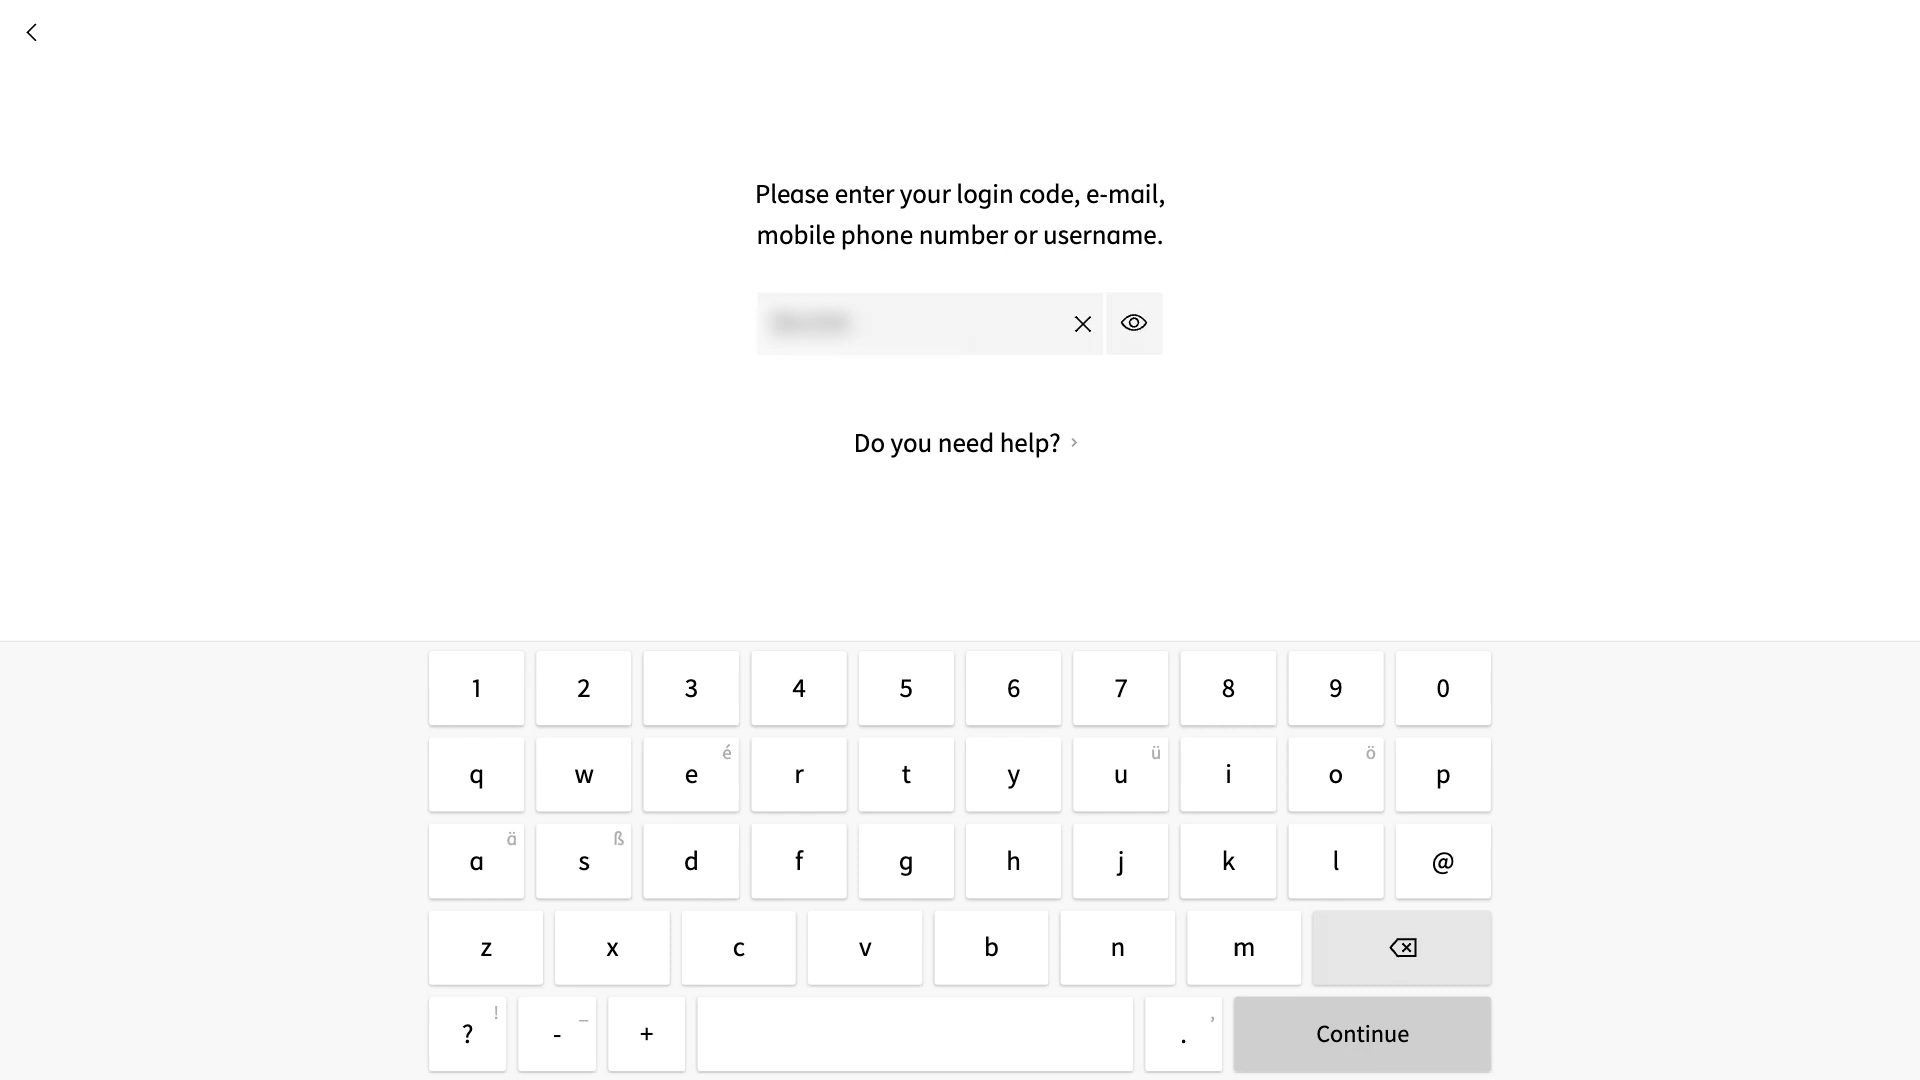 Please enter your login code, e-mail,
mobile phone number or username.
Do you need help?
1 2 3 4 5 6 7 8 9 0
q w e é r t y u ü i o ö p
a ä s ß d f g h j k l @
z x c v b n m
? ! - _ + . , Continue